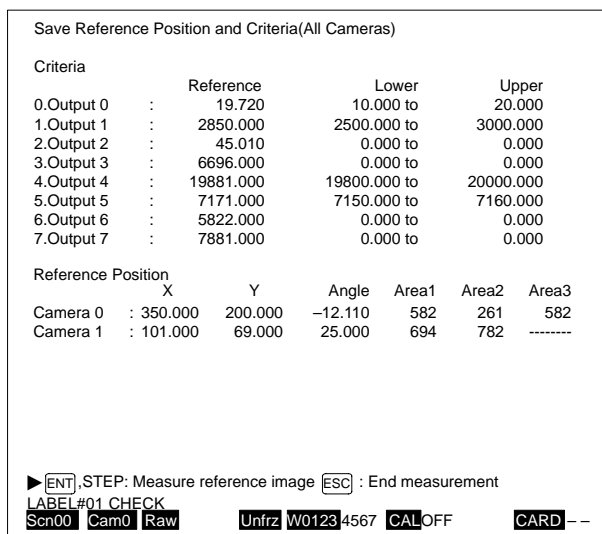 Save Reference Position and Criteria(All Cameras)
Criteria
Reference Lower Upper
0.Output 0 : 19.720 10.000 to 20.000
1.Output 1 : 2850.000 2500.000 to 3000.000
2.Output 2 : 45.010 0.000 to 0.000
3.Output 3 : 6696.000 0.000 to 0.000
4.Output 4 : 19881.000 19800.000 to 20000.000
5.Output 5 : 7171.000 7150.000 to 7160.000
6.Output 6 : 5822.000 0.000 to 0.000
7.Output 7 : 7881.000 0.000 to 0.000
Reference Position
X Y Angle Area1 Area2 Area3
Camera 0 : 350.000 200.000 –12.110 582 261 582
Camera 1 : 101.000 69.000 25.000 694 782 --------
▶ENT,STEP: Measure reference image ESC : End measurement
LABEL#01 CHECK
Scn00 Cam0 Raw Unfrz W0123 4567 CAL OFF CARD – –